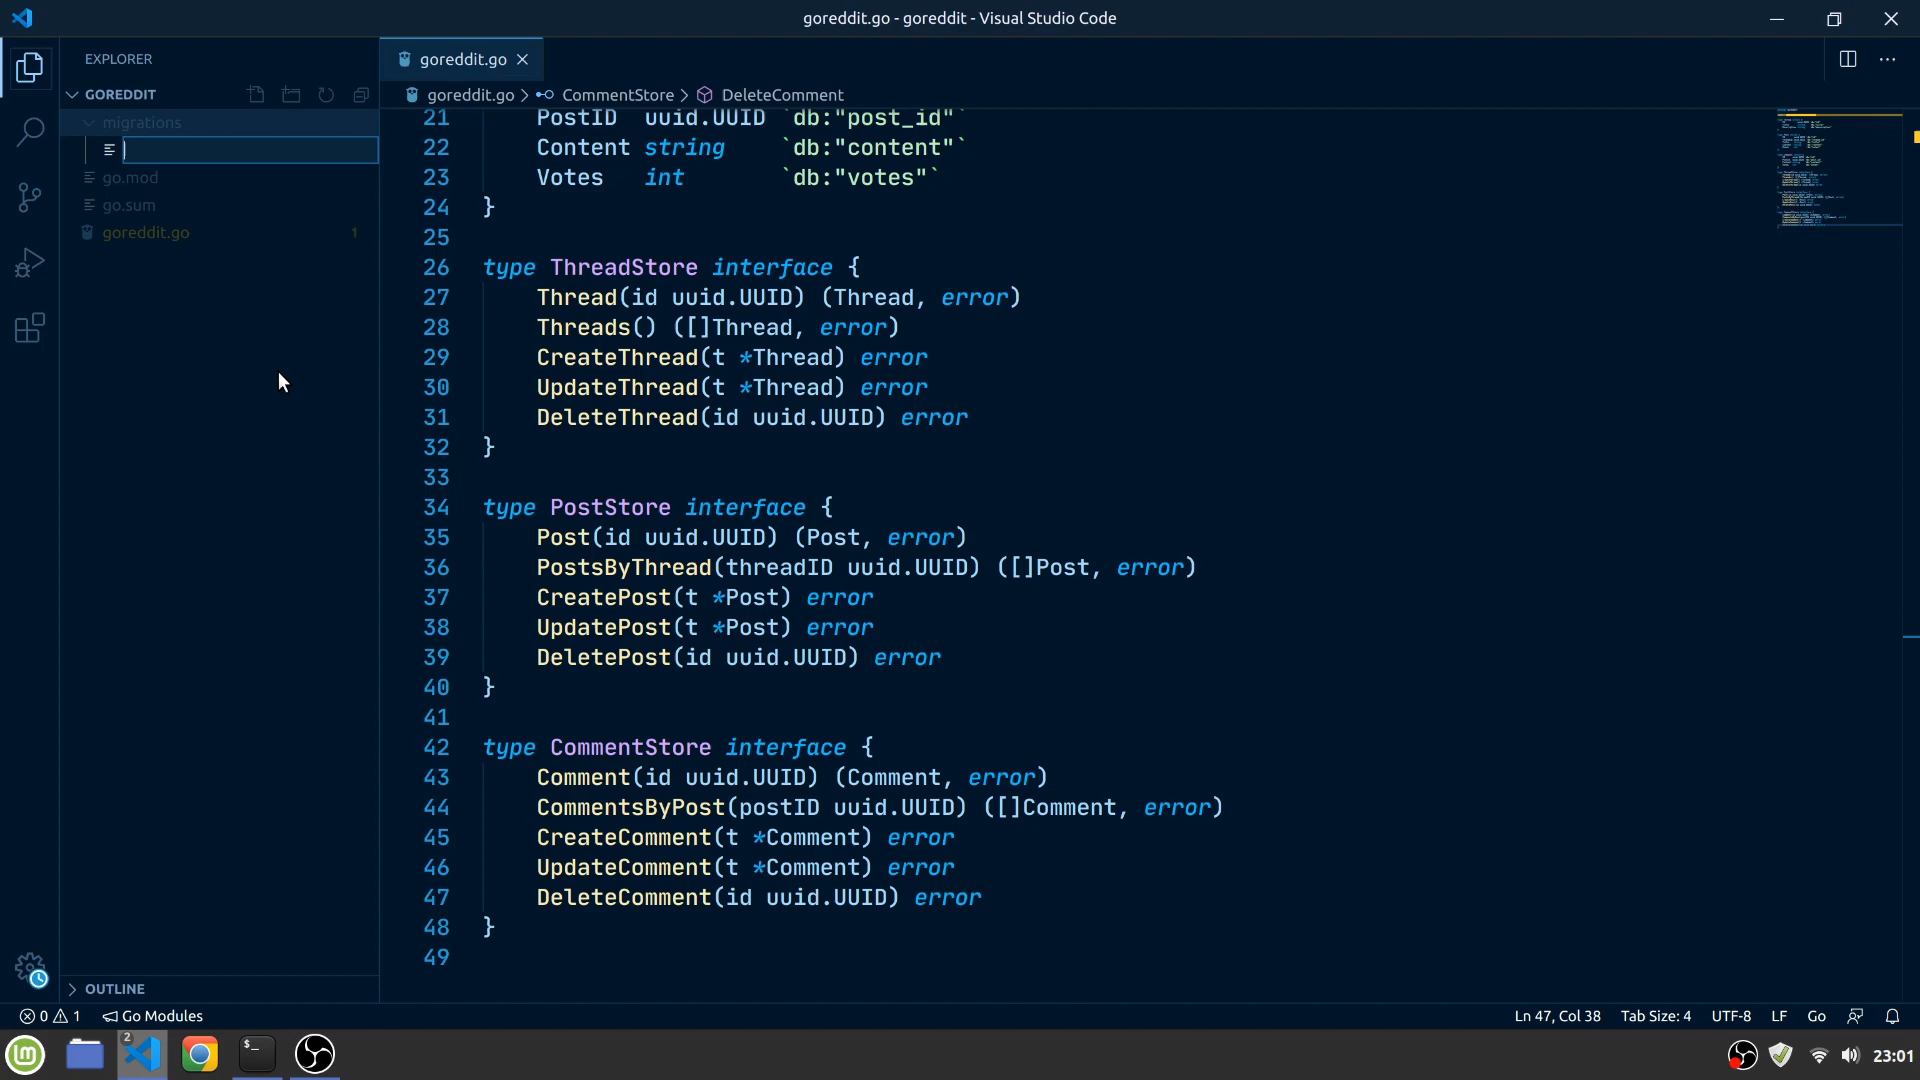 goreddit.go - goreddit - Visual Studio Code
EXPLORER
goreddit.go
GOREDDIT
goreddit.go > CommentStore > DeleteComment
migrations
go.mod
go.sum
goreddit.go 1
21 PostID uuid.UUID `db:"post_id"`
22 Content string `db:"content"`
23 Votes int `db:"votes"`
24 }
25
26 type ThreadStore interface {
27 Thread(id uuid.UUID) (Thread, error)
28 Threads() ([]Thread, error)
29 CreateThread(t *Thread) error
30 UpdateThread(t *Thread) error
31 DeleteThread(id uuid.UUID) error
32 }
33
34 type PostStore interface {
35 Post(id uuid.UUID) (Post, error)
36 PostsByThread(threadID uuid.UUID) ([]Post, error)
37 CreatePost(t *Post) error
38 UpdatePost(t *Post) error
39 DeletePost(id uuid.UUID) error
40 }
41
42 type CommentStore interface {
43 Comment(id uuid.UUID) (Comment, error)
44 CommentsByPost(postID uuid.UUID) ([]Comment, error)
45 CreateComment(t *Comment) error
46 UpdateComment(t *Comment) error
47 DeleteComment(id uuid.UUID) error
48 }
49
OUTLINE
0 1 Go Modules
Ln 47, Col 38 Tab Size: 4 UTF-8 LF Go
2
$_
23:01